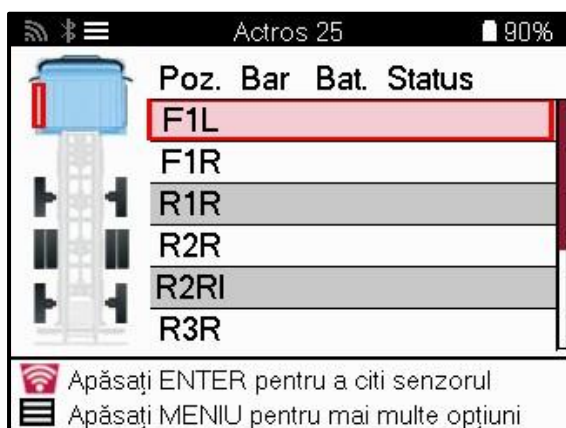 Actros 25 90%
Poz. Bar Bat. Status
F1L
F1R
R1R
R2R
R2RI
R3R
Apăsați ENTER pentru a citi senzorul
Apăsați MENIU pentru mai multe opțiuni